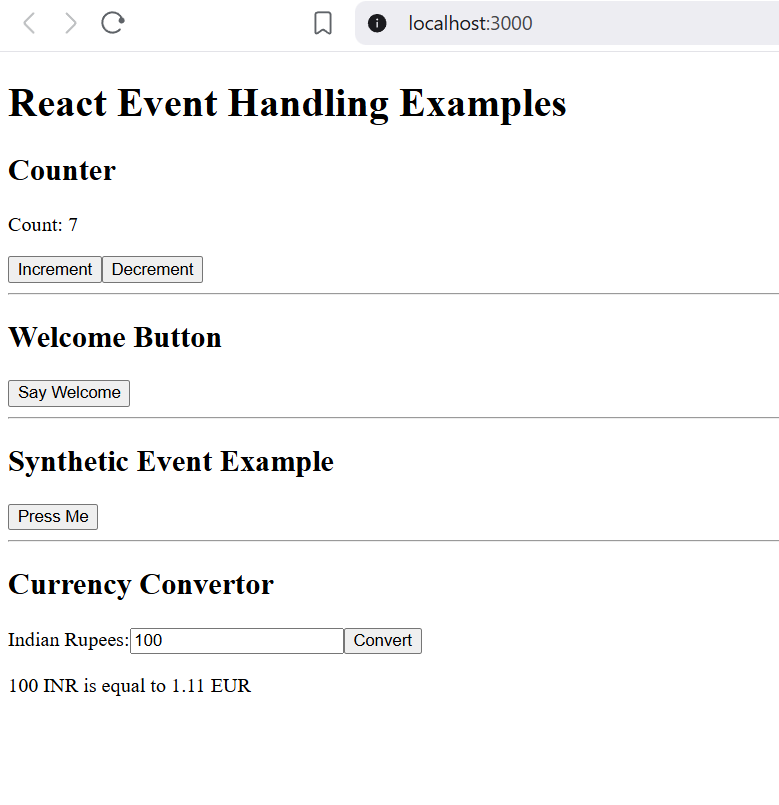 localhost:3000
React Event Handling Examples
Counter
Count: 7
Increment Decrement
Welcome Button
Say Welcome
Synthetic Event Example
Press Me
Currency Convertor
Indian Rupees: 100 Convert
100 INR is equal to 1.11 EUR